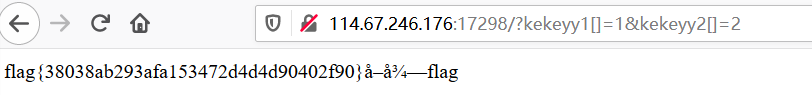 114.67.246.176:17298/?kekeyy1[]=1&kekeyy2[]=2
flag{38038ab293afa153472d4d4d90402f90}å–å¾—flag